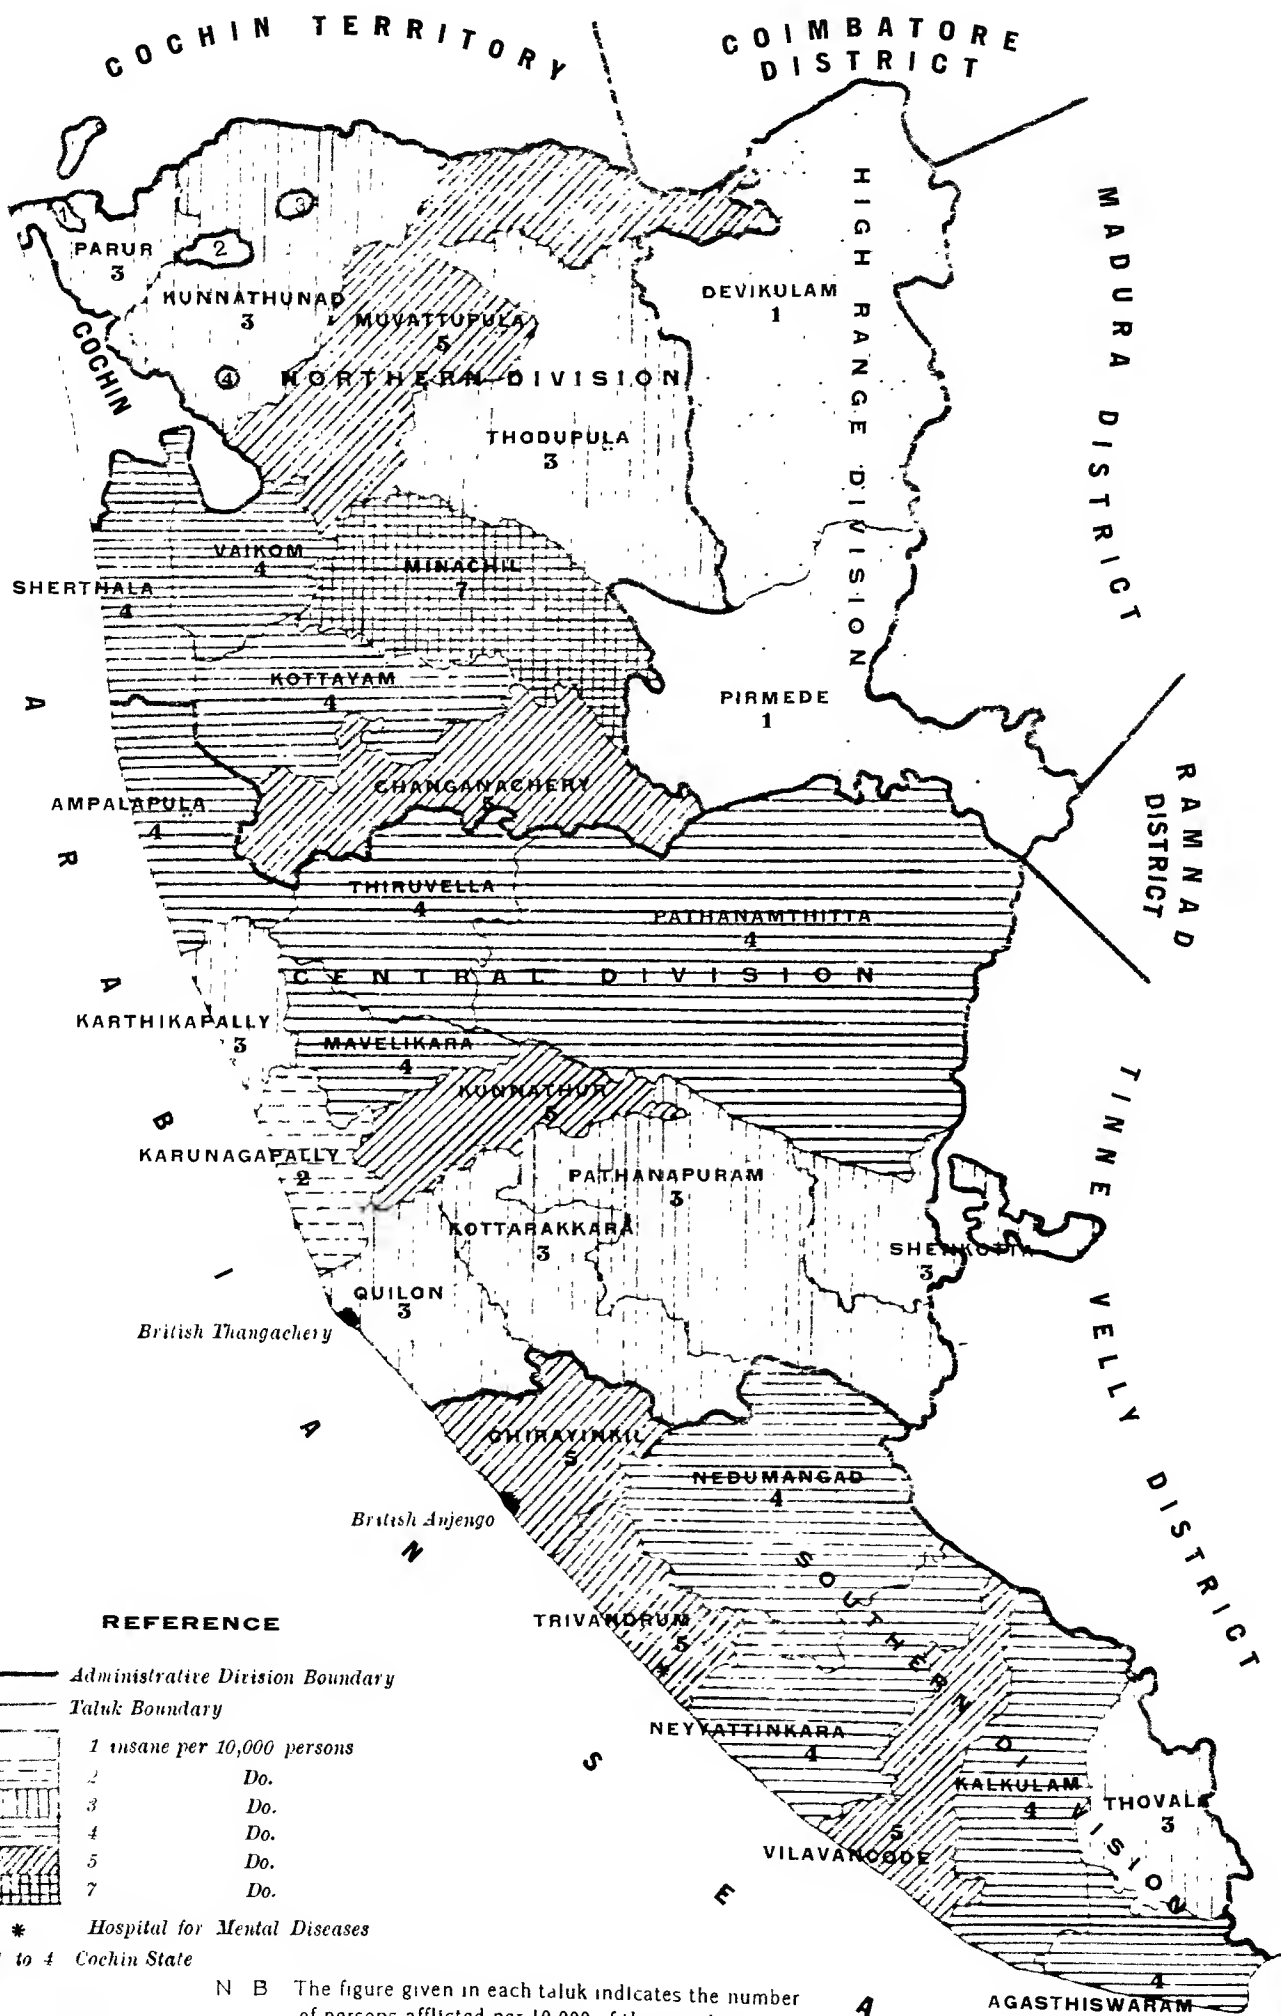 COCHIN TERRITORY
COIMBATORE
DISTRICT
MADURA DISTRICT
HIGH RANGE DIVISION
1
3
2
PARUR
3
KUNNATHUNAD
3
DEVIKULAM
1
MUVATTUPULA
5
COCHIN
4
NORTHERN DIVISION
THODUPULA
3
VAIKOM
4
MINACHIL
7
SHERTHALA
4
KOTTAYAM
4
PIRMEDE
1
CHANGANACHERY
5
AMPALAPULA
4
RAMNAD
DISTRICT
THIRUVELLA
4
PATHANAMTHITTA
4
CENTRAL DIVISION
KARTHIKAPALLY
3
MAVELIKARA
4
KUNNATHUR
5
KARUNAGAPALLY
2
PATHANAPURAM
3
KOTTARAKKARA
3
SHENKOTTA
3
QUILON
3
British Thangachery
TINNEVELLY DISTRICT
CHIRAYINKIL
5
NEDUMANGAD
4
British Anjengo
ARABIAN SEA
SOUTHERN DIVISION
TRIVANDRUM
5
*
NEYYATTINKARA
4
KALKULAM
4
THOVALA
3
5
VILAVANCODE
4
AGASTHISWARAM
REFERENCE
Administrative Division Boundary
Taluk Boundary
1 insane per 10,000 persons
2 Do.
3 Do.
4 Do.
5 Do.
7 Do.
* Hospital for Mental Diseases
to 4 Cochin State
N B The figure given in each taluk indicates the number